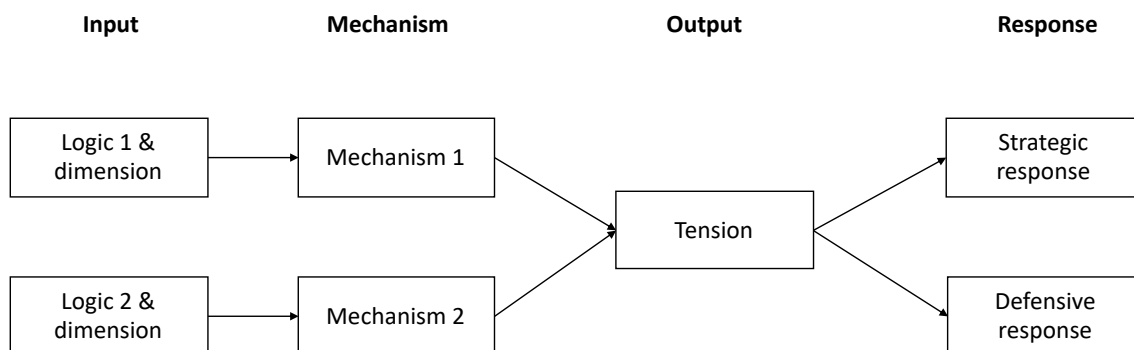 Input Mechanism Output Response
Logic 1 &
dimension
Mechanism 1
Strategic
response
Tension
Logic 2 &
dimension
Mechanism 2
Defensive
response